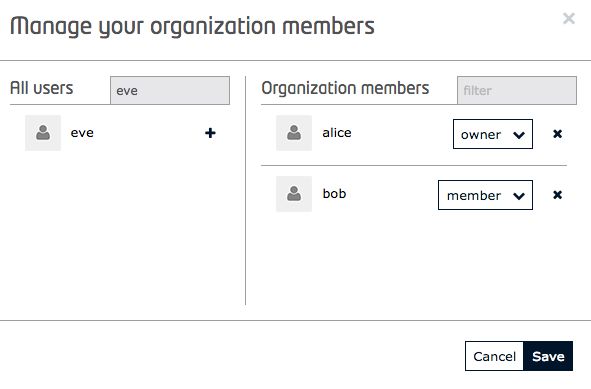 Manage your organization members
All users
eve
eve
Organization members
filter
alice
owner
bob
member
Cancel
Save